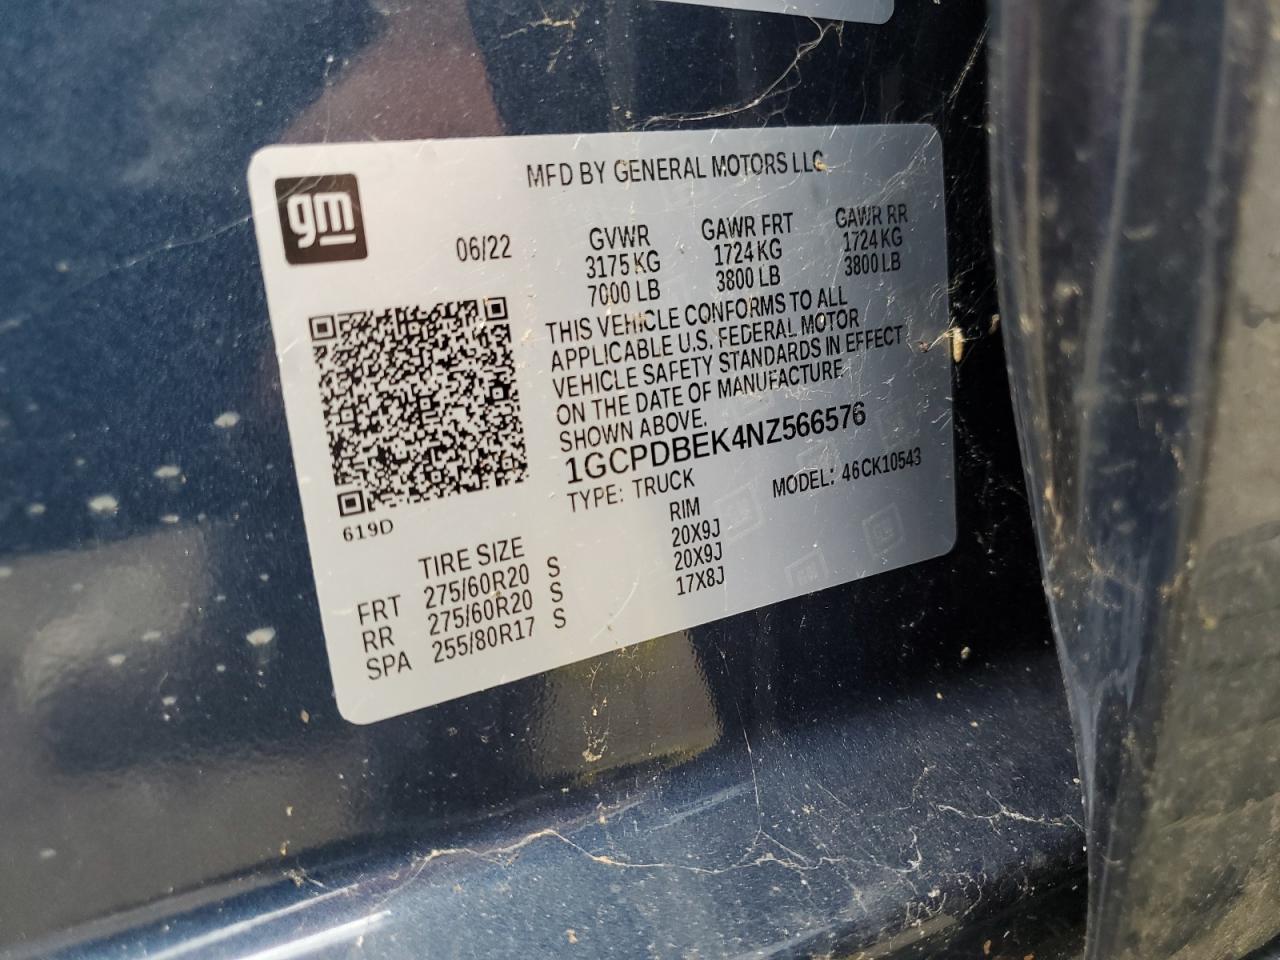 gm
MFD BY GENERAL MOTORS LLC
06/22
GVWR GAWR FRT GAWR RR
3175 KG 1724 KG 1724 KG
7000 LB 3800 LB 3800 LB
THIS VEHICLE CONFORMS TO ALL
APPLICABLE U.S. FEDERAL MOTOR
VEHICLE SAFETY STANDARDS IN EFFECT
ON THE DATE OF MANUFACTURE
SHOWN ABOVE.
1GCPDBEK4NZ566576
TYPE: TRUCK MODEL: 46CK10543
619D
TIRE SIZE RIM
FRT 275/60R20 S 20X9J
RR 275/60R20 S 20X9J
SPA 255/80R17 S 17X8J